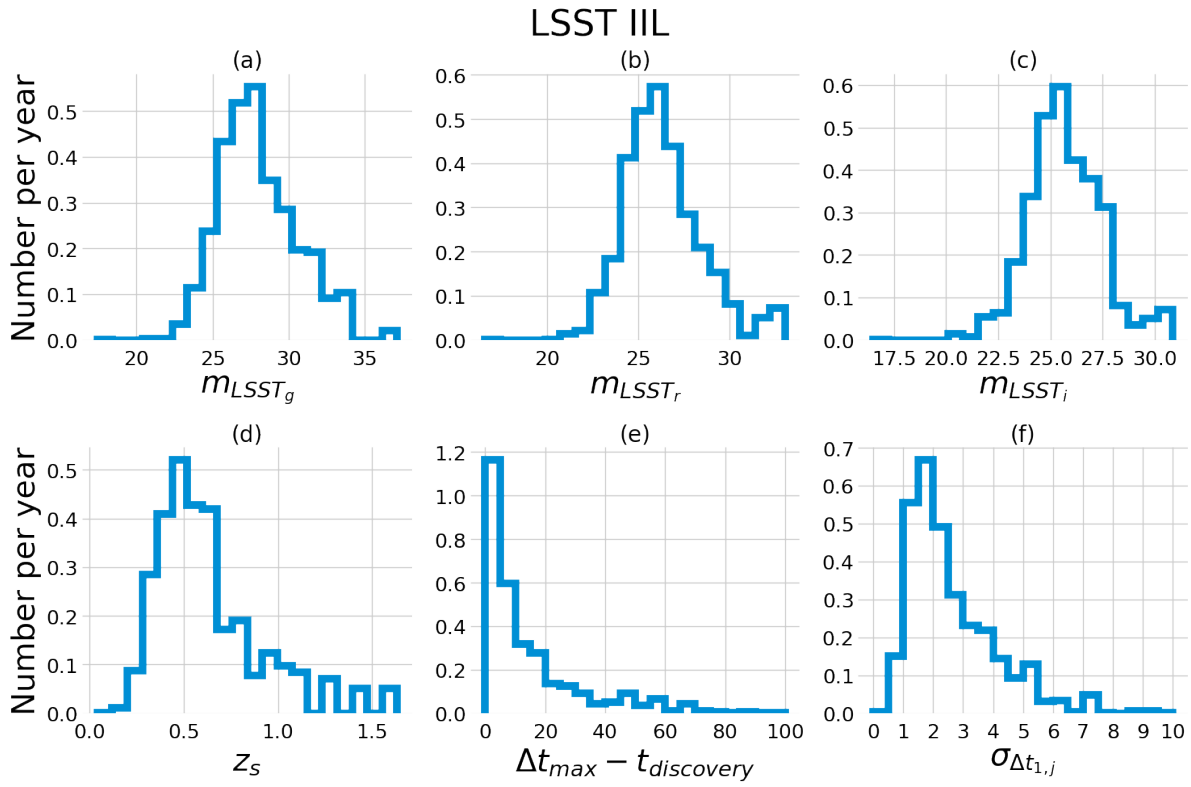 LSST IIL
(a) (b) (c)
Number per year
0.5 0.4 0.3 0.2 0.1 0.0
20 25 30 35
m_{LSST_g}
0.6 0.5 0.4 0.3 0.2 0.1 0.0
20 25 30
m_{LSST_r}
0.6 0.5 0.4 0.3 0.2 0.1 0.0
17.5 20.0 22.5 25.0 27.5 30.0
m_{LSST_i}
(d) (e) (f)
Number per year
0.5 0.4 0.3 0.2 0.1 0.0
0.0 0.5 1.0 1.5
z_s
1.2 1.0 0.8 0.6 0.4 0.2 0.0
0 20 40 60 80 100
Δt_{max} − t_{discovery}
0.7 0.6 0.5 0.4 0.3 0.2 0.1 0.0
0 1 2 3 4 5 6 7 8 9 10
σ_{Δt_{1,j}}